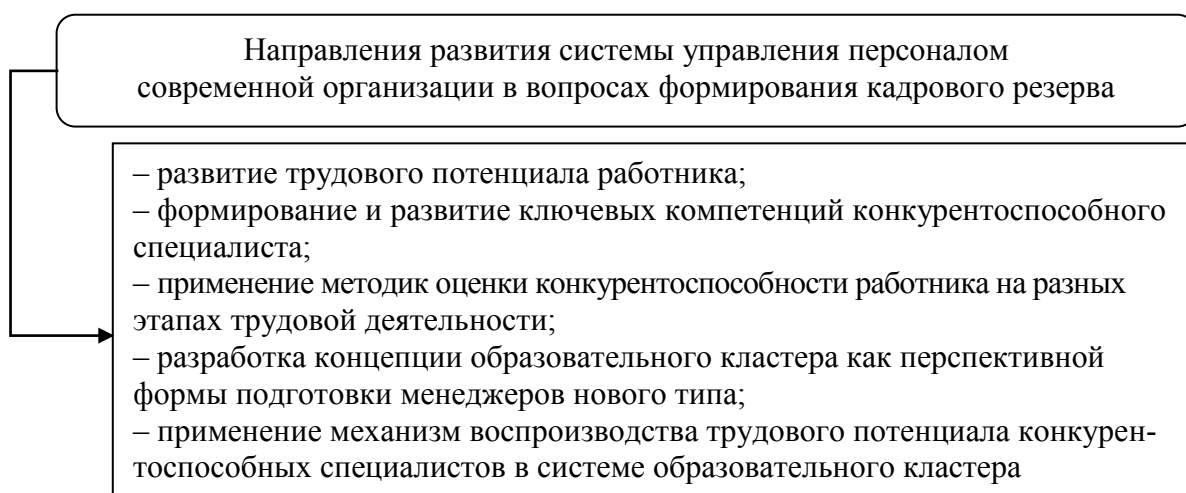 Направления развития системы управления персоналом
современной организации в вопросах формирования кадрового резерва
– развитие трудового потенциала работника;
– формирование и развитие ключевых компетенций конкурентоспособного
специалиста;
– применение методик оценки конкурентоспособности работника на разных
этапах трудовой деятельности;
– разработка концепции образовательного кластера как перспективной
формы подготовки менеджеров нового типа;
– применение механизм воспроизводства трудового потенциала конкурен-
тоспособных специалистов в системе образовательного кластера